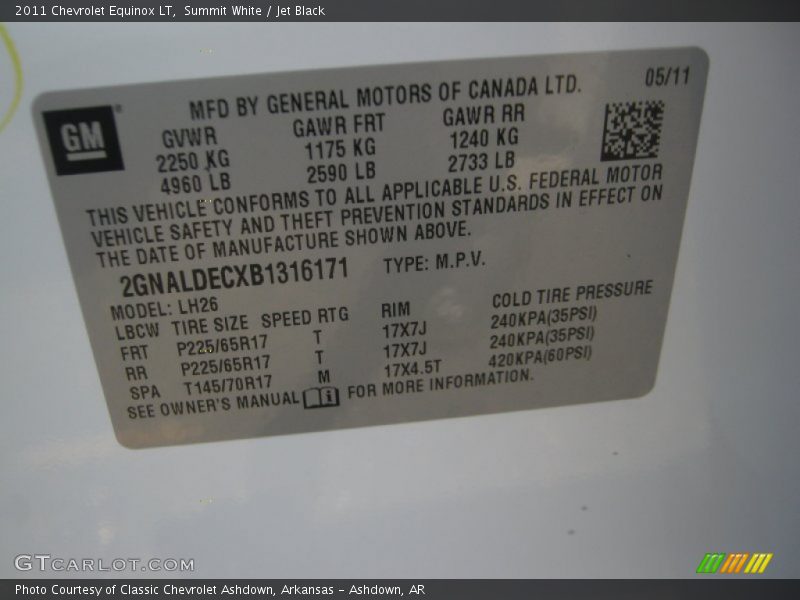 2011 Chevrolet Equinox LT,  Summit White / Jet Black
GM
MFD BY GENERAL MOTORS OF CANADA LTD.
05/11
GVWR GAWR FRT GAWR RR
2250 KG 1175 KG 1240 KG
4960 LB 2590 LB 2733 LB
THIS VEHICLE CONFORMS TO ALL APPLICABLE U.S. FEDERAL MOTOR
VEHICLE SAFETY AND THEFT PREVENTION STANDARDS IN EFFECT ON
THE DATE OF MANUFACTURE SHOWN ABOVE.
2GNALDECXB1316171 TYPE: M.P.V.
MODEL: LH26
LBCW TIRE SIZE SPEED RTG RIM COLD TIRE PRESSURE
FRT P225/65R17 T 17X7J 240KPA(35PSI)
RR P225/65R17 T 17X7J 240KPA(35PSI)
SPA T145/70R17 M 17X4.5T 420KPA(60PSI)
SEE OWNER'S MANUAL i FOR MORE INFORMATION.
GTCARLOT.COM
Photo Courtesy of Classic Chevrolet Ashdown, Arkansas - Ashdown, AR